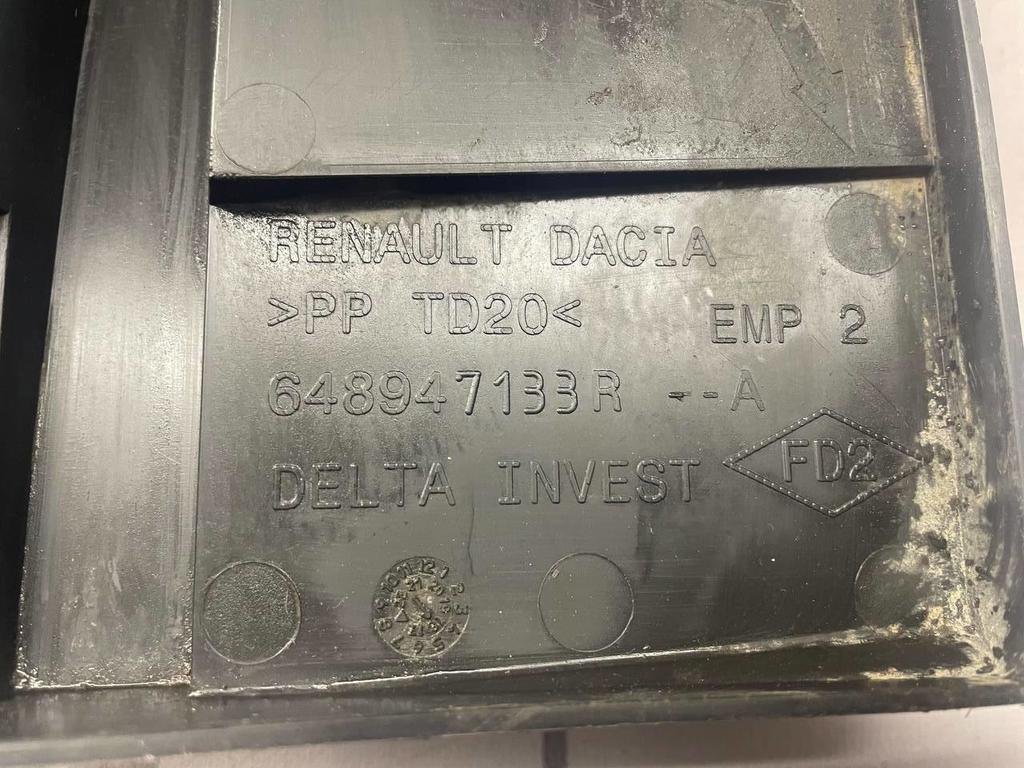 RENAULT DACIA
>PP TD20<
EMP 2
648947133R --A
DELTA INVEST
FD2